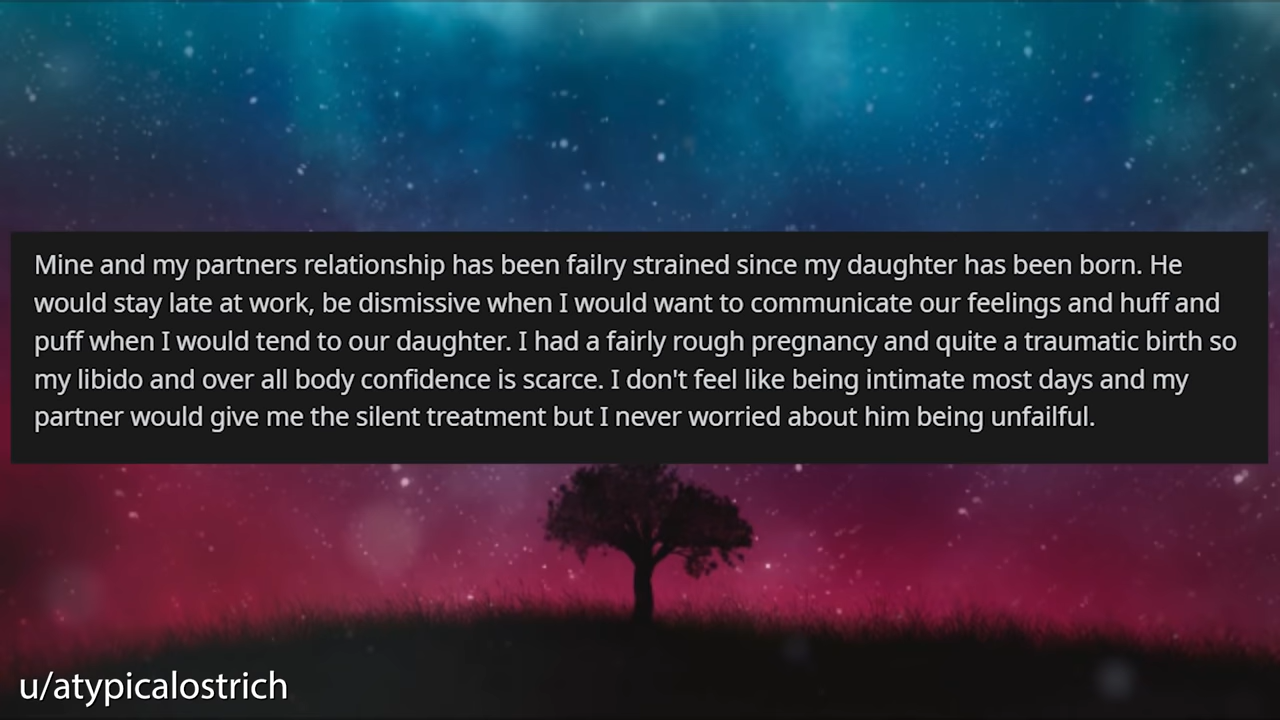 Mine and my partners relationship has been failry strained since my daughter has been born. He
would stay late at work, be dismissive when I would want to communicate our feelings and huff and
puff when I would tend to our daughter. I had a fairly rough pregnancy and quite a traumatic birth so
my libido and over all body confidence is scarce. I don't feel like being intimate most days and my
partner would give me the silent treatment but I never worried about him being unfailful.
u/atypicalostrich